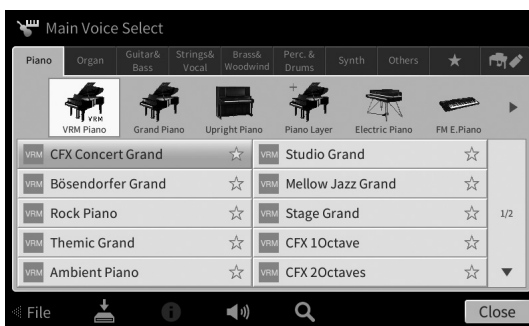 Main Voice Select
Piano
Organ
Guitar&
Bass
Strings&
Vocal
Brass&
Woodwind
Perc. &
Drums
Synth
Others
VRM
VRM Piano
Grand Piano
Upright Piano
Piano Layer
Electric Piano
FM E.Piano
VRM CFX Concert Grand
VRM Studio Grand
VRM Bösendorfer Grand
VRM Mellow Jazz Grand
VRM Rock Piano
VRM Stage Grand
1/2
VRM Themic Grand
VRM CFX 1Octave
VRM Ambient Piano
VRM CFX 2Octaves
File
Close